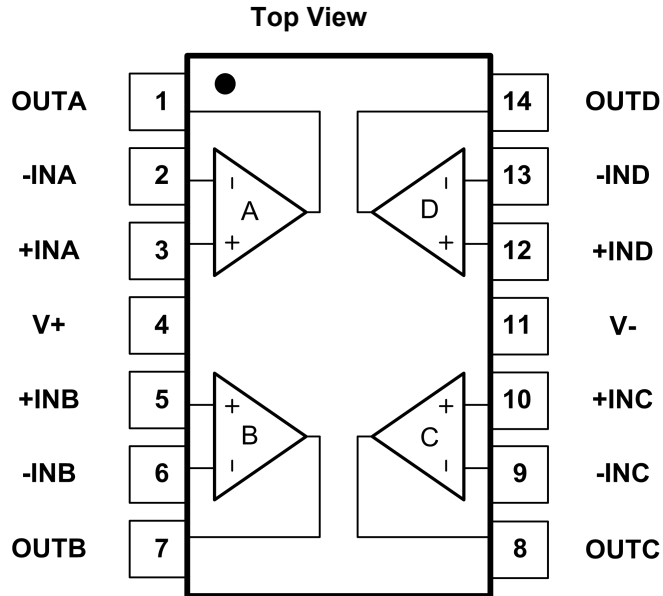 Top View
OUTA 1 14 OUTD
-INA 2 - - 13 -IND
A D
+INA 3 + + 12 +IND
V+ 4 11 V-
+INB 5 + + 10 +INC
B C
-INB 6 - - 9 -INC
OUTB 7 8 OUTC